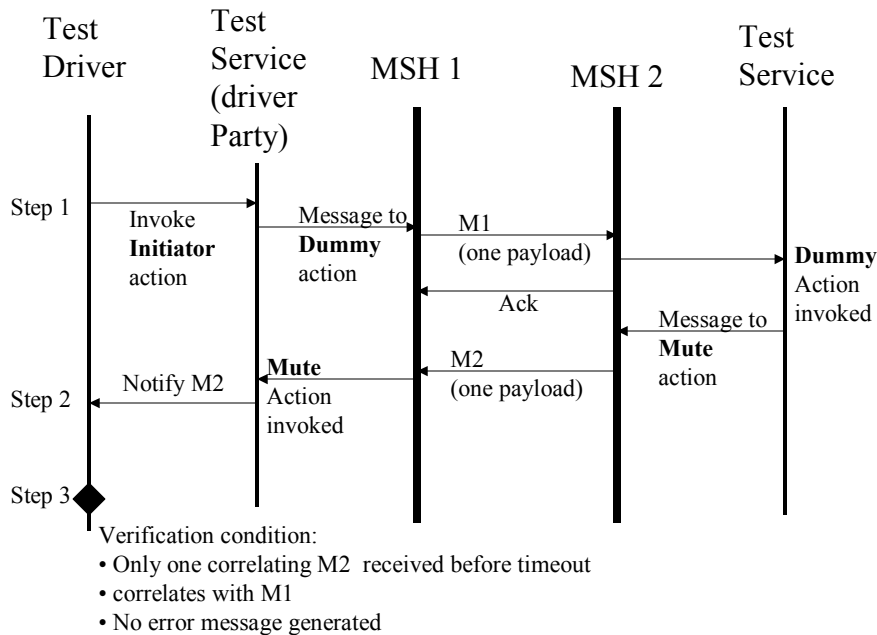 Test
Driver
Test
Service
(driver
Party)
MSH 1
MSH 2
Test
Service
Step 1
Invoke
Initiator
action
Message to
Dummy
action
M1
(one payload)
Dummy
Action
invoked
Ack
Message to
Mute
action
M2
(one payload)
Mute
Action
invoked
Notify M2
Step 2
Step 3
Verification condition:
• Only one correlating M2 received before timeout
• correlates with M1
• No error message generated